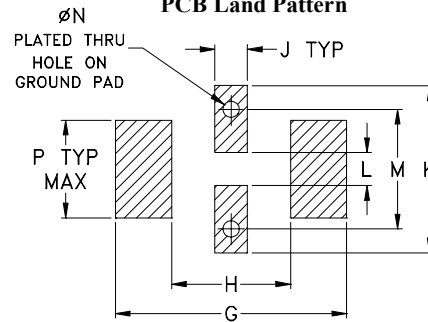 PCB Land Pattern
øN
PLATED THRU
HOLE ON
GROUND PAD
J TYP
P TYP
MAX
L
M
K
H
G